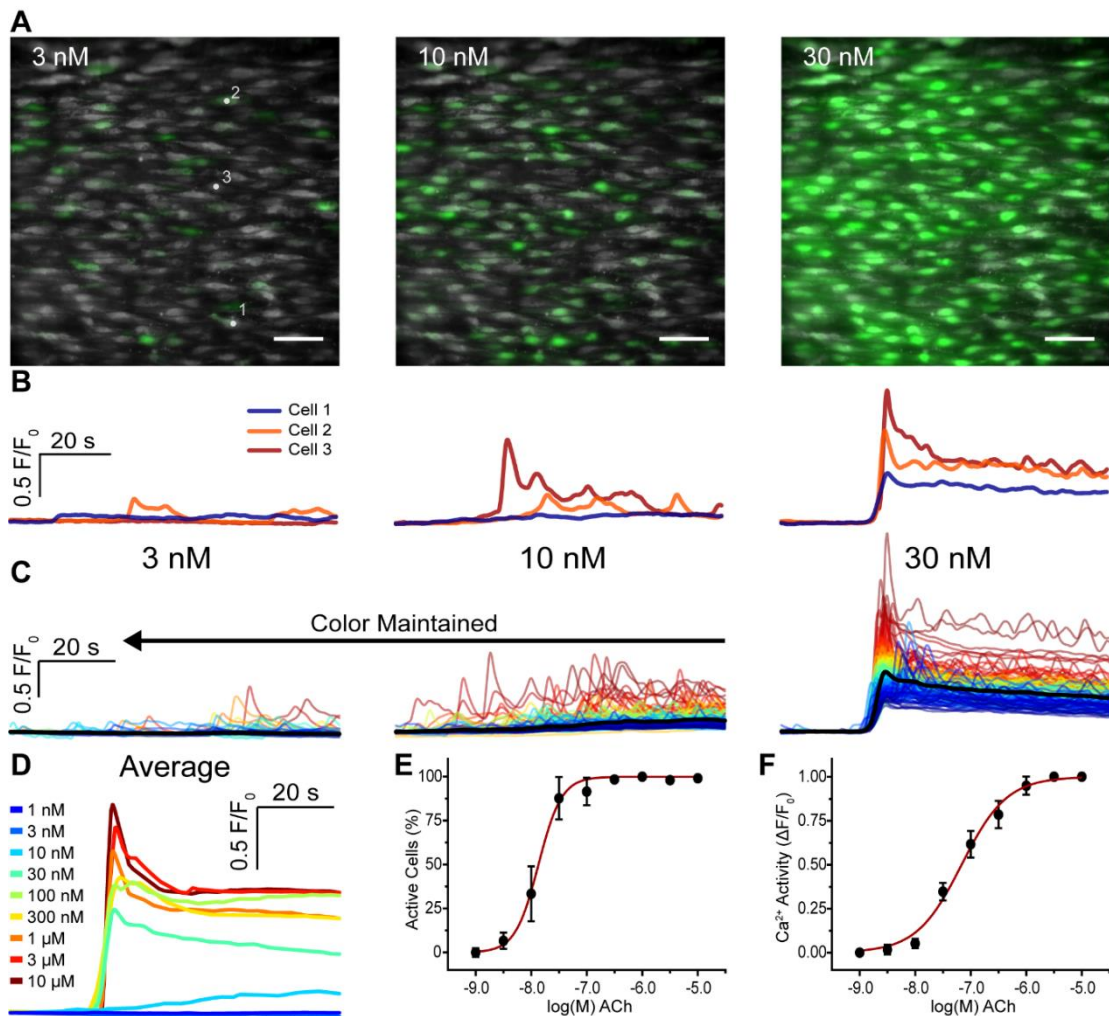 A
3 nM
10 nM
30 nM
2
3
1
B
20 s
0.5 F/F₀
Cell 1
Cell 2
Cell 3
3 nM
10 nM
30 nM
C
20 s
0.5 F/F₀
Color Maintained
D
Average
1 nM
3 nM
10 nM
30 nM
100 nM
300 nM
1 µM
3 µM
10 µM
20 s
0.5 F/F₀
E
Active Cells (%)
100
75
50
25
0
-9.0 -8.0 -7.0 -6.0 -5.0
log(M) ACh
F
Ca²⁺ Activity (ΔF/F₀)
1.00
0.75
0.50
0.25
0.00
-9.0 -8.0 -7.0 -6.0 -5.0
log(M) ACh